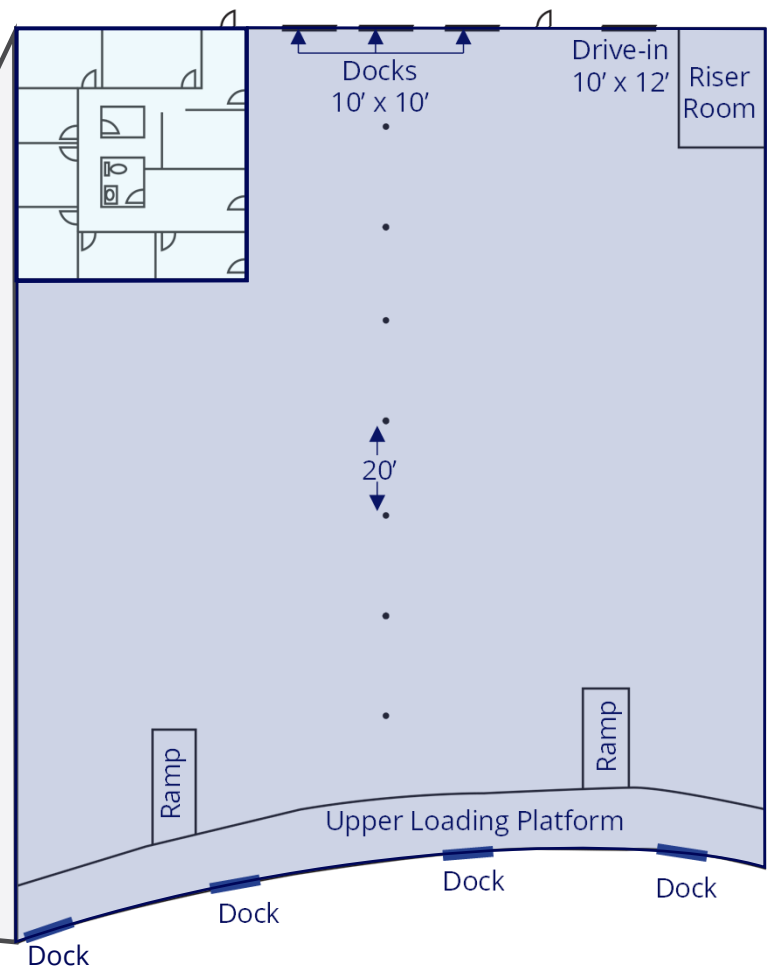 Docks
10’ x 10’
Drive-in
10’ x 12’
Riser
Room
20’
Ramp
Ramp
Upper Loading Platform
Dock
Dock
Dock
Dock